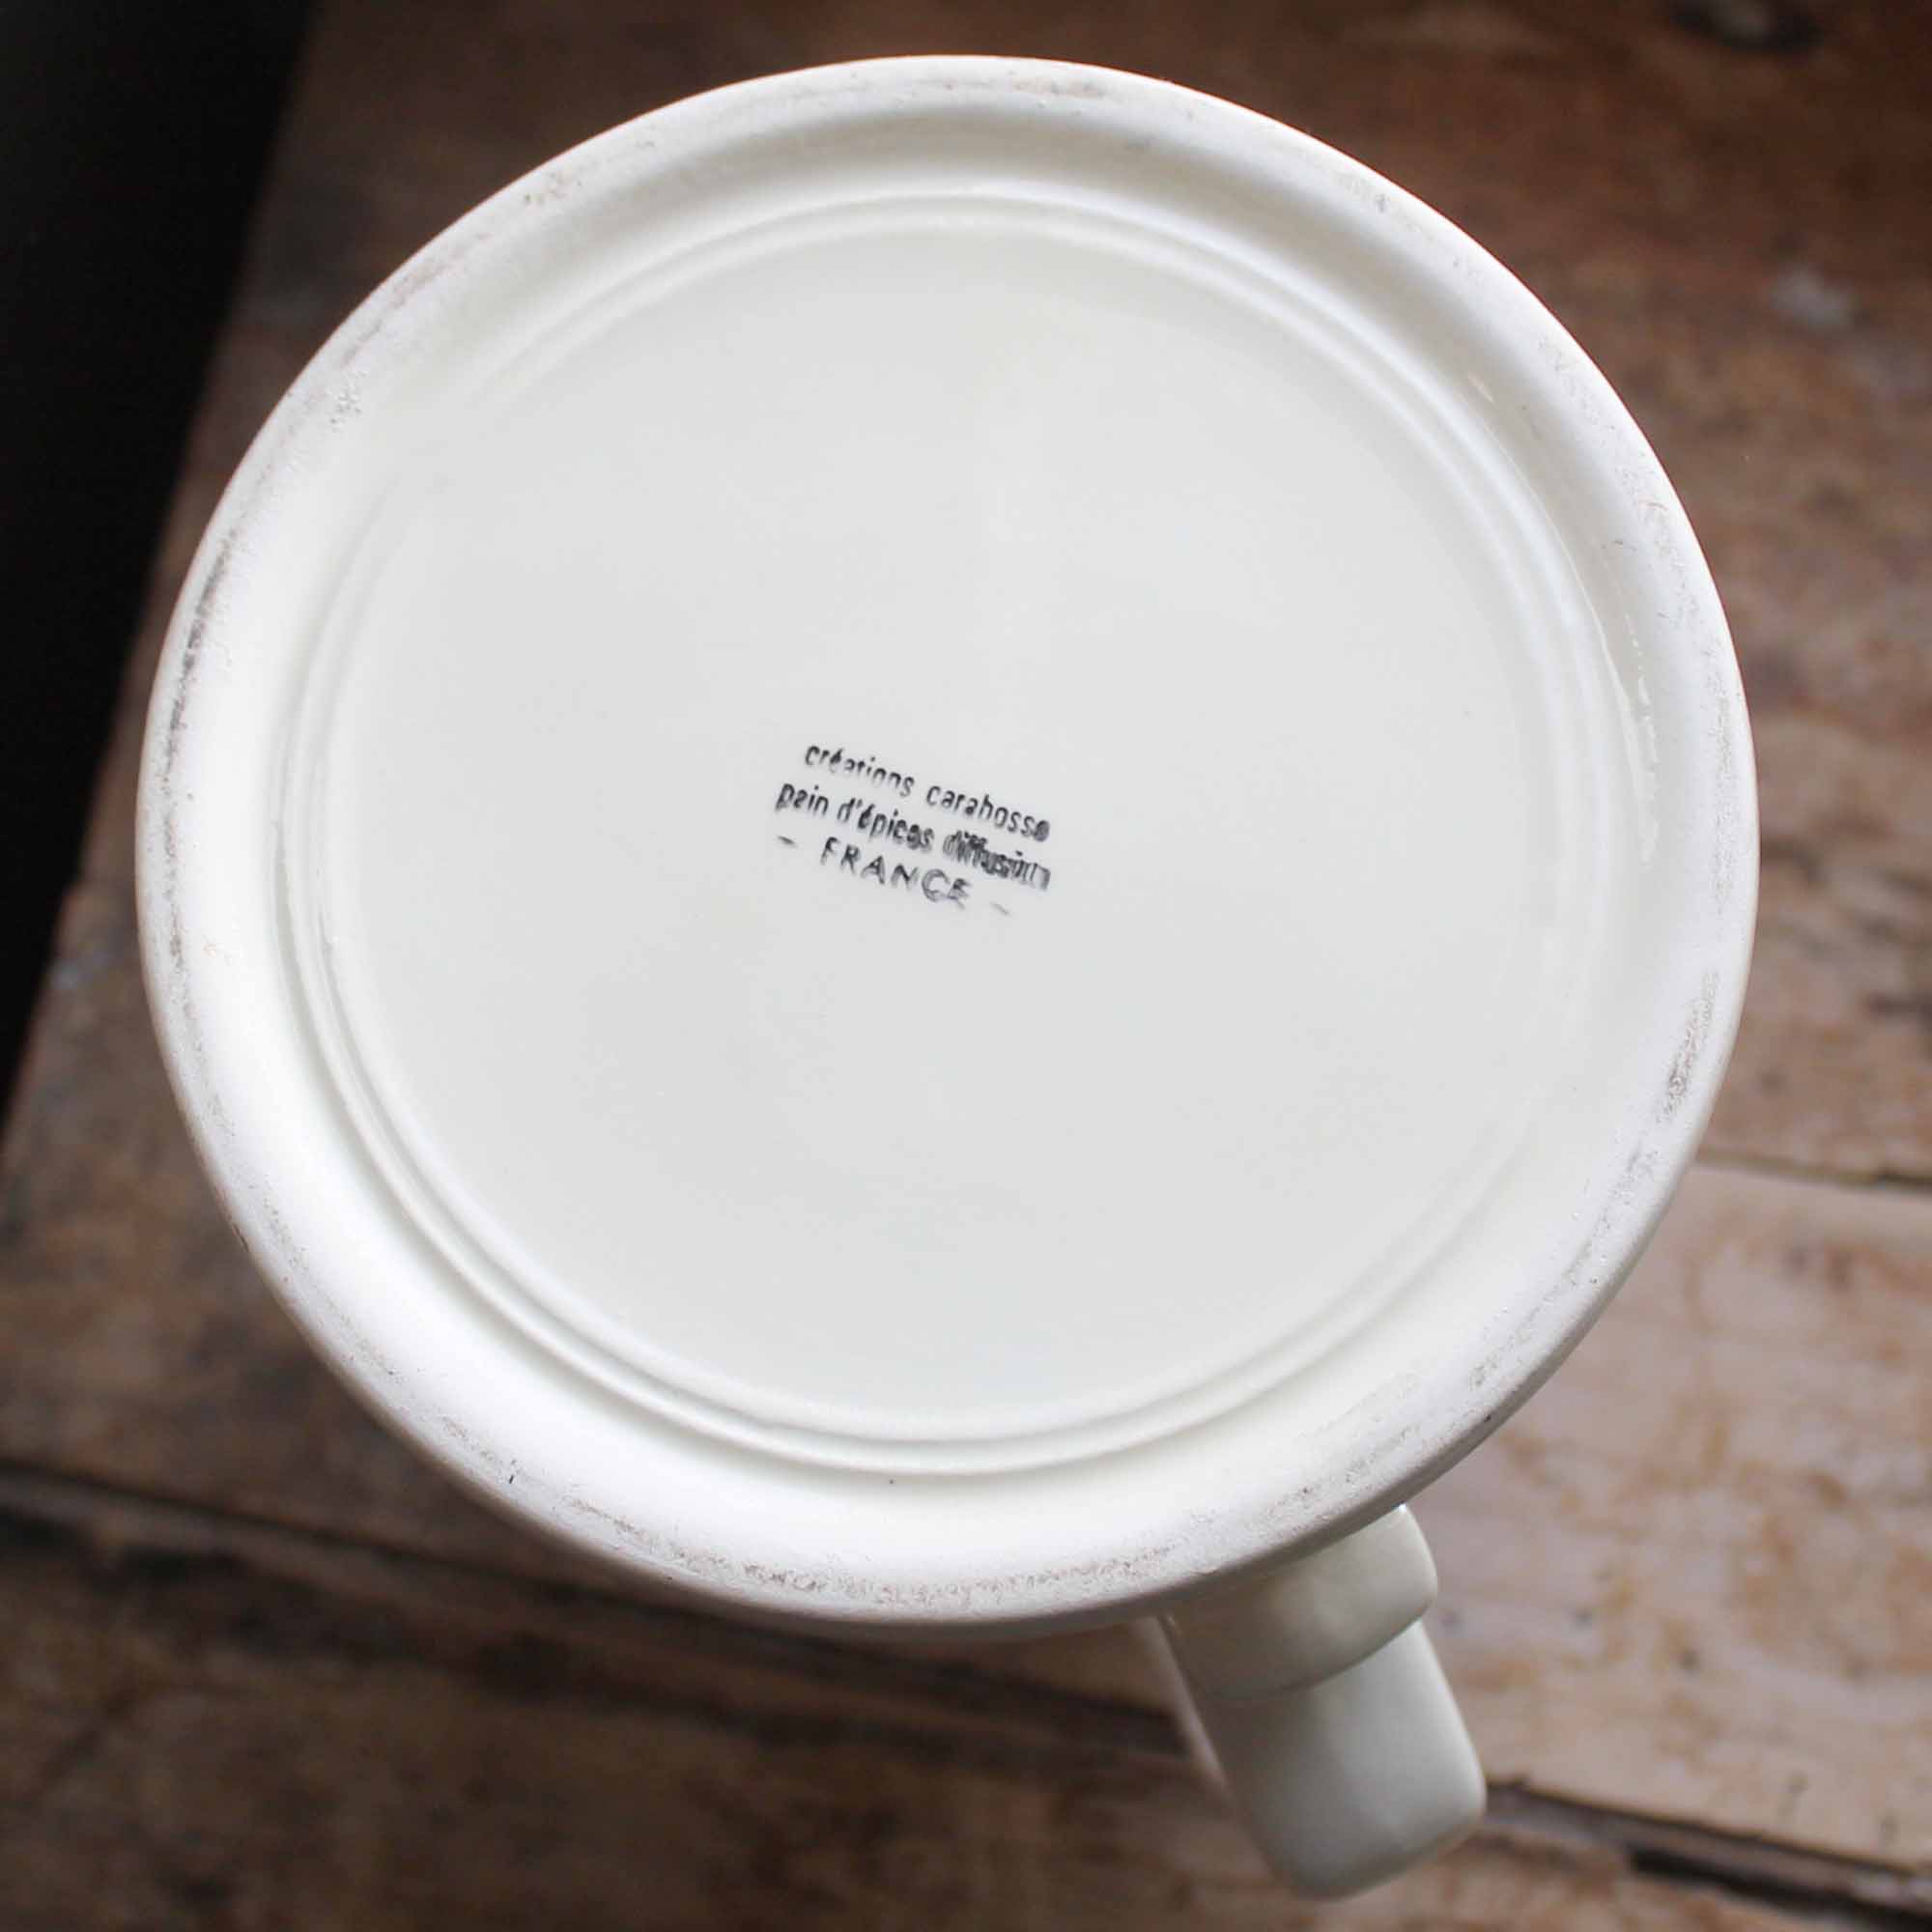 créations carabosse
pain d'épices diffusion
- FRANCE -